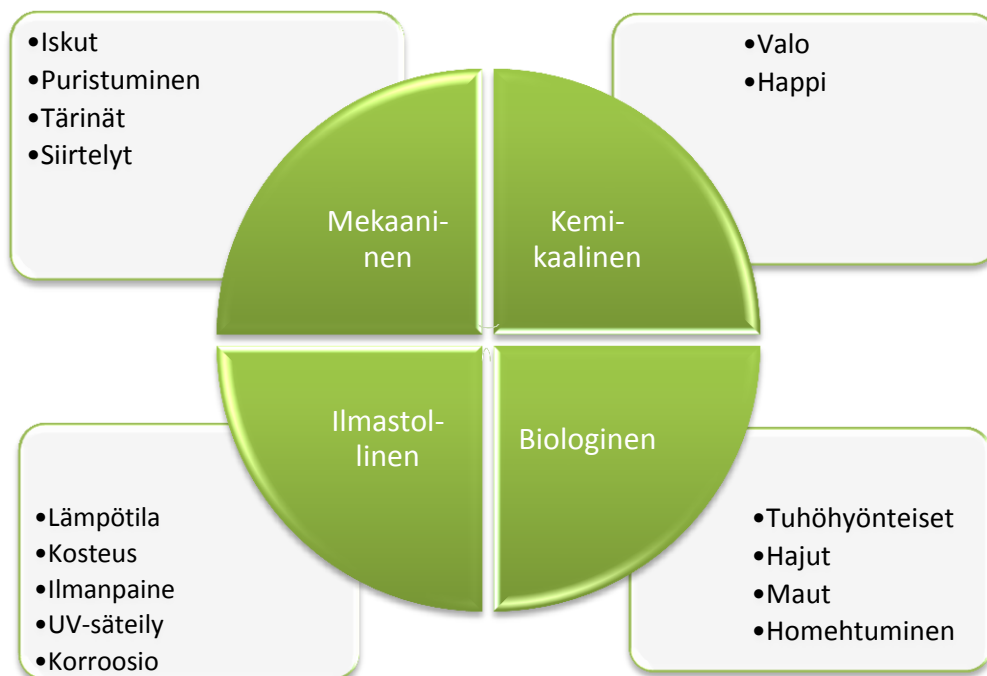 •Iskut
•Puristuminen
•Tärinät
•Siirtelyt
•Valo
•Happi
Mekaani-
nen
Kemi-
kaalinen
Ilmastol-
linen
Biologinen
•Lämpötila
•Kosteus
•Ilmanpaine
•UV-säteily
•Korroosio
•Tuhöhyönteiset
•Hajut
•Maut
•Homehtuminen